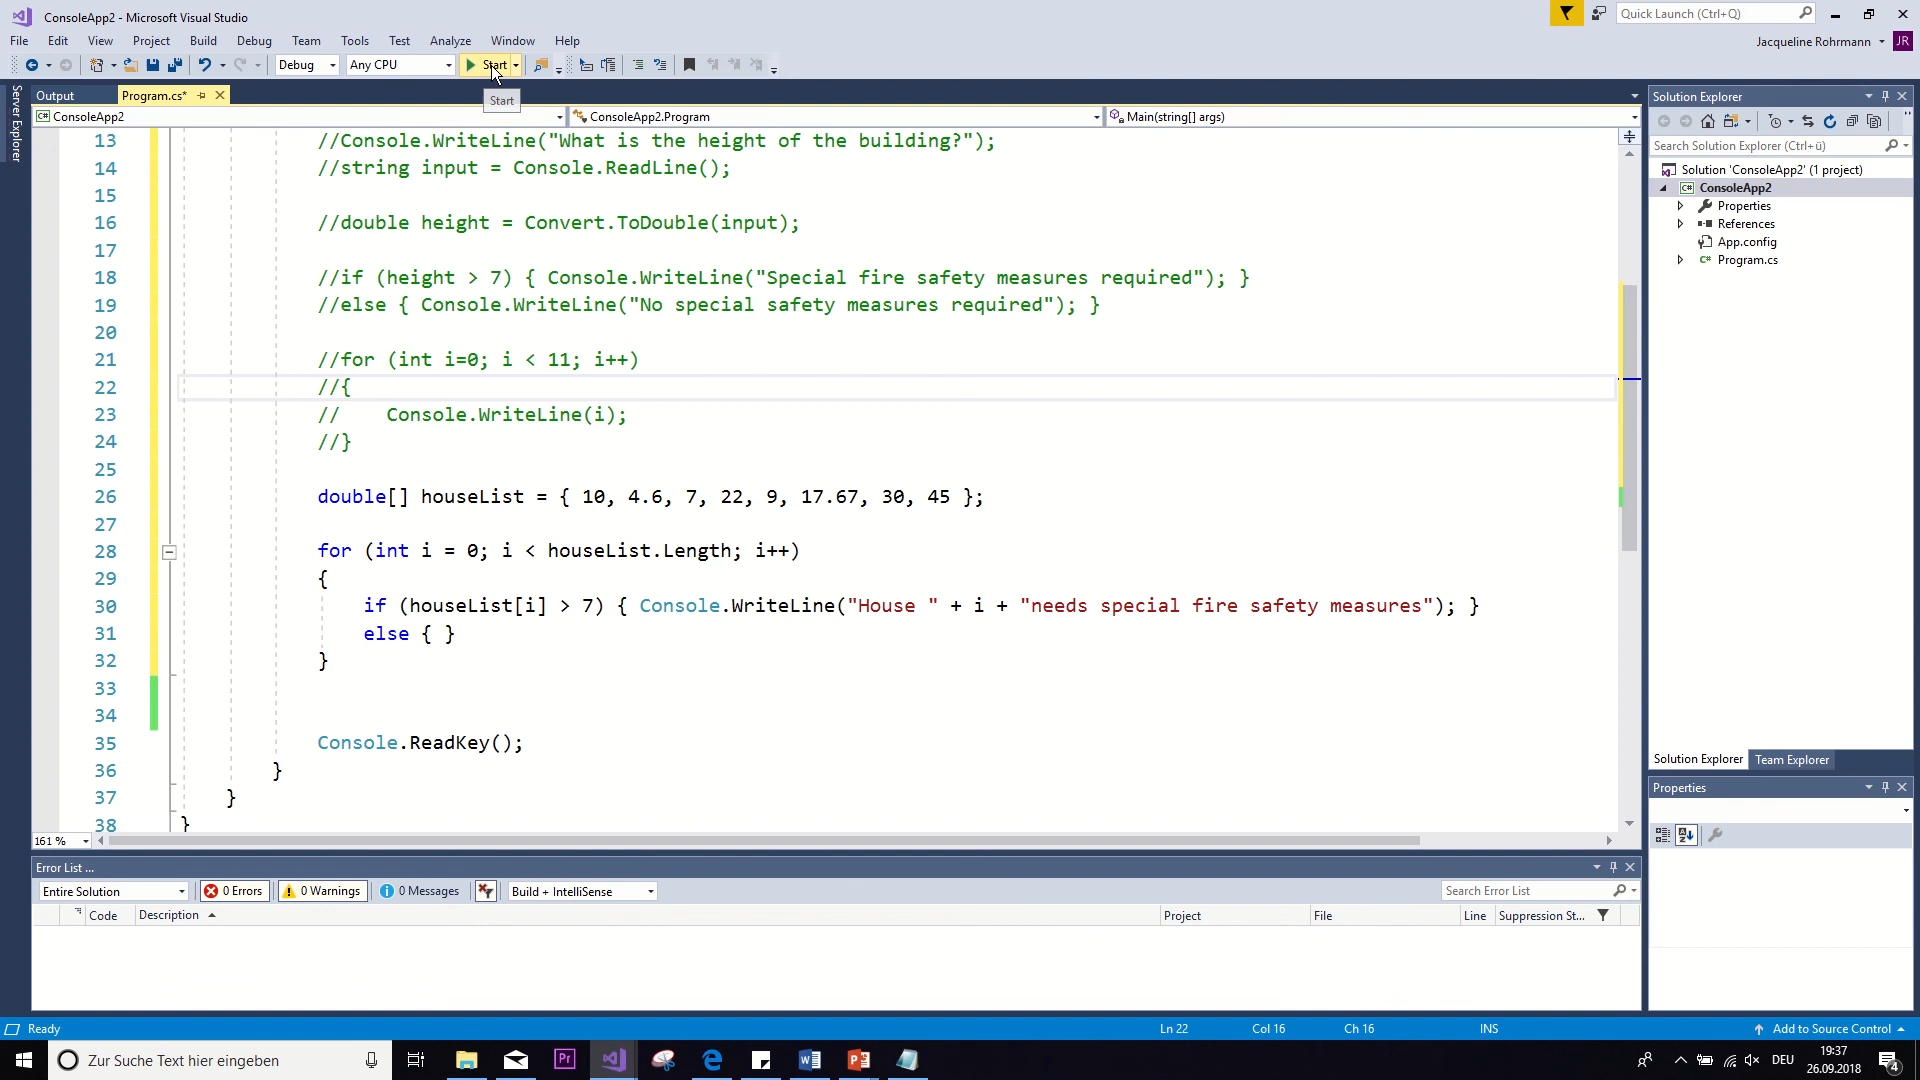 ConsoleApp2 - Microsoft Visual Studio
Quick Launch (Ctrl+Q)
File Edit View Project Build Debug Team Tools Test Analyze Window Help
Jacqueline Rohrmann JR
Debug Any CPU Start
Server Explorer
Output Program.cs*
Start
Solution Explorer
C# ConsoleApp2 ConsoleApp2.Program Main(string[] args)
Search Solution Explorer (Ctrl+ü)
Solution 'ConsoleApp2' (1 project)
C# ConsoleApp2
Properties
References
App.config
C# Program.cs
13 //Console.WriteLine("What is the height of the building?");
14 //string input = Console.ReadLine();
15
16 //double height = Convert.ToDouble(input);
17
18 //if (height > 7) { Console.WriteLine("Special fire safety measures required"); }
19 //else { Console.WriteLine("No special safety measures required"); }
20
21 //for (int i=0; i < 11; i++)
22 //{
23 //    Console.WriteLine(i);
24 //}
25
26 double[] houseList = { 10, 4.6, 7, 22, 9, 17.67, 30, 45 };
27
28 for (int i = 0; i < houseList.Length; i++)
29 {
30 if (houseList[i] > 7) { Console.WriteLine("House " + i + "needs special fire safety measures"); }
31 else { }
32 }
33
34
35 Console.ReadKey();
36 }
37 }
38 }
161 %
Solution Explorer Team Explorer
Properties
Error List ...
Entire Solution 0 Errors 0 Warnings 0 Messages Build + IntelliSense Search Error List
Code Description Project File Line Suppression St...
Ready Ln 22 Col 16 Ch 16 INS Add to Source Control
Zur Suche Text hier eingeben
Pr
DEU
19:37
26.09.2018
4